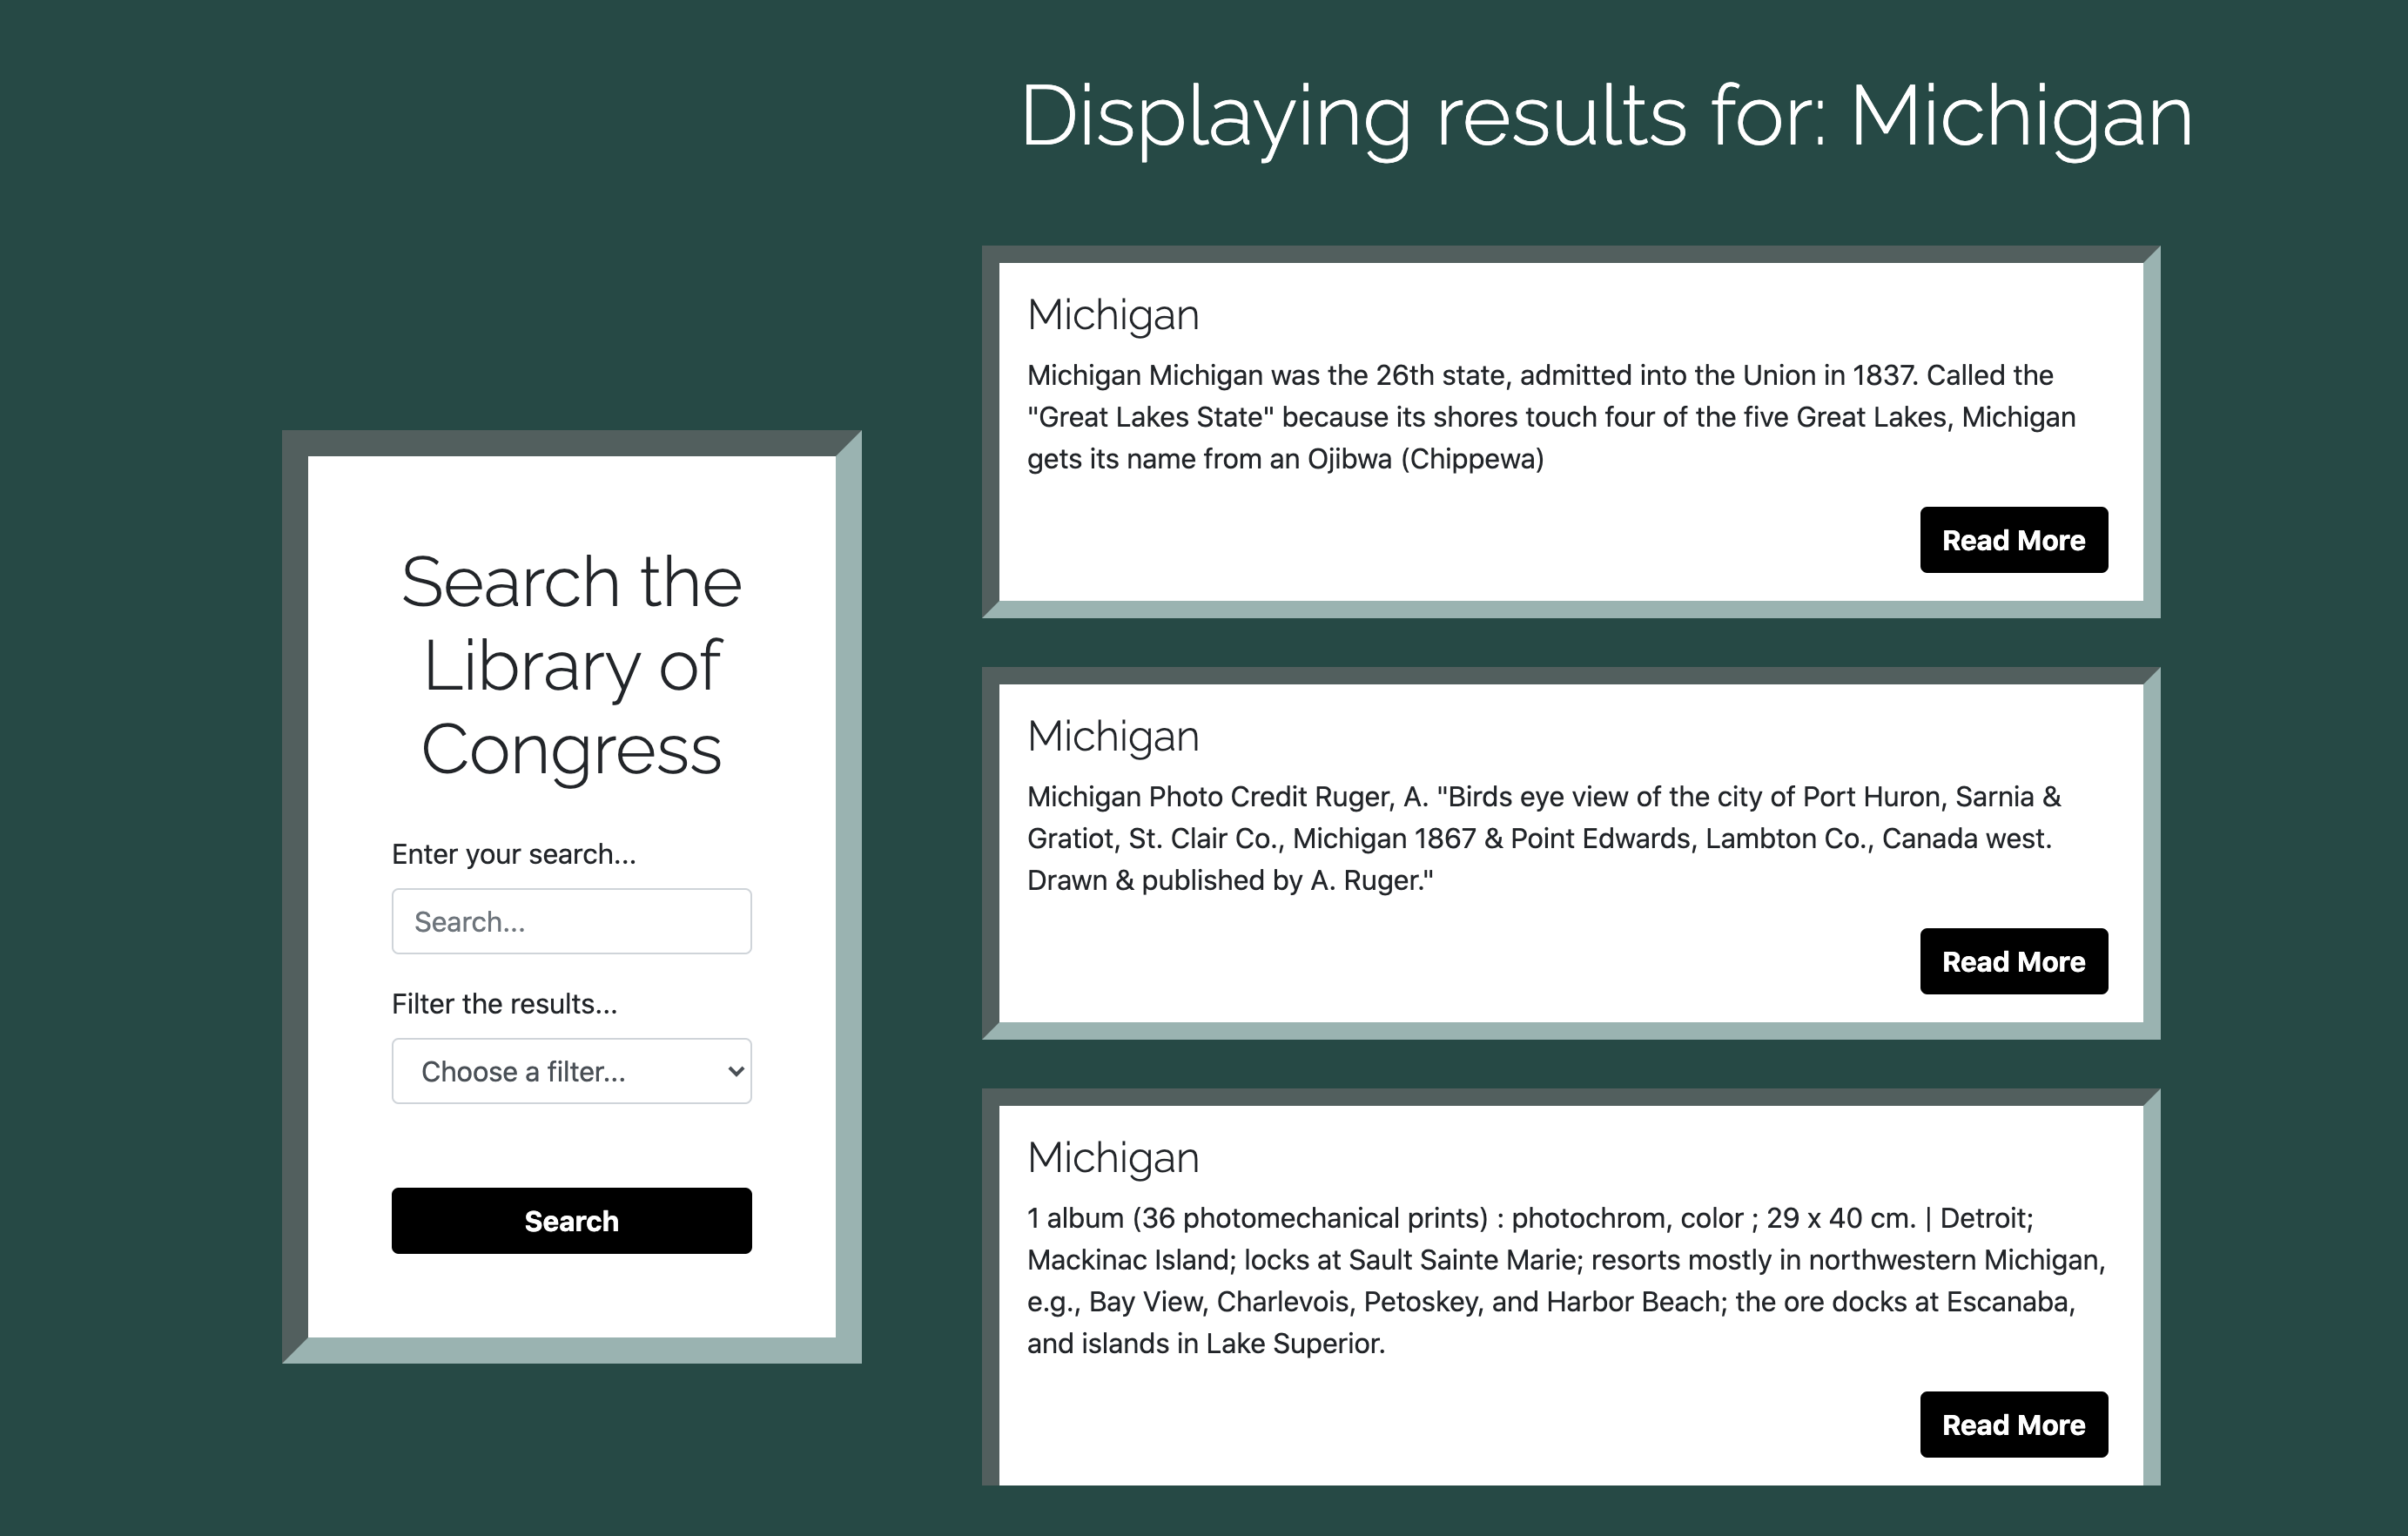 Displaying results for: Michigan
Search the
Library of
Congress
Enter your search...
Search...
Filter the results...
Choose a filter...
Search
Michigan
Michigan Michigan was the 26th state, admitted into the Union in 1837. Called the
"Great Lakes State" because its shores touch four of the five Great Lakes, Michigan
gets its name from an Ojibwa (Chippewa)
Read More
Michigan
Michigan Photo Credit Ruger, A. "Birds eye view of the city of Port Huron, Sarnia &
Gratiot, St. Clair Co., Michigan 1867 & Point Edwards, Lambton Co., Canada west.
Drawn & published by A. Ruger."
Read More
Michigan
1 album (36 photomechanical prints) : photochrom, color ; 29 x 40 cm. | Detroit;
Mackinac Island; locks at Sault Sainte Marie; resorts mostly in northwestern Michigan,
e.g., Bay View, Charlevois, Petoskey, and Harbor Beach; the ore docks at Escanaba,
and islands in Lake Superior.
Read More